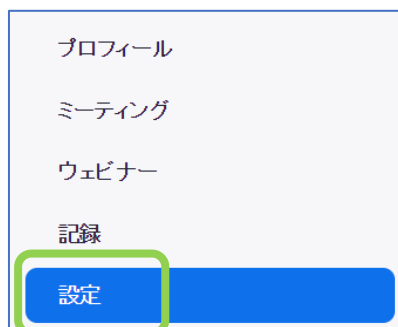 プロフィール
ミーティング
ウェビナー
記録
設定